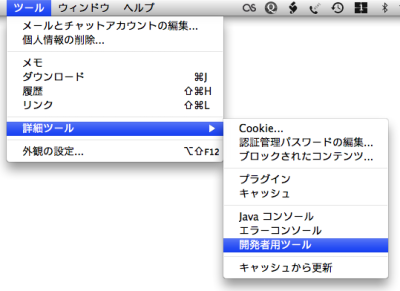 ツール ウィンドウ ヘルプ
メールとチャットアカウントの編集...
個人情報の削除...
メモ
ダウンロード ⌘J
履歴 ⇧⌘H
リンク ⇧⌘L
詳細ツール ▶
外観の設定... ⌥⇧F12
Cookie...
認証管理パスワードの編集...
ブロックされたコンテンツ...
プラグイン
キャッシュ
Java コンソール
エラーコンソール
開発者用ツール
キャッシュから更新